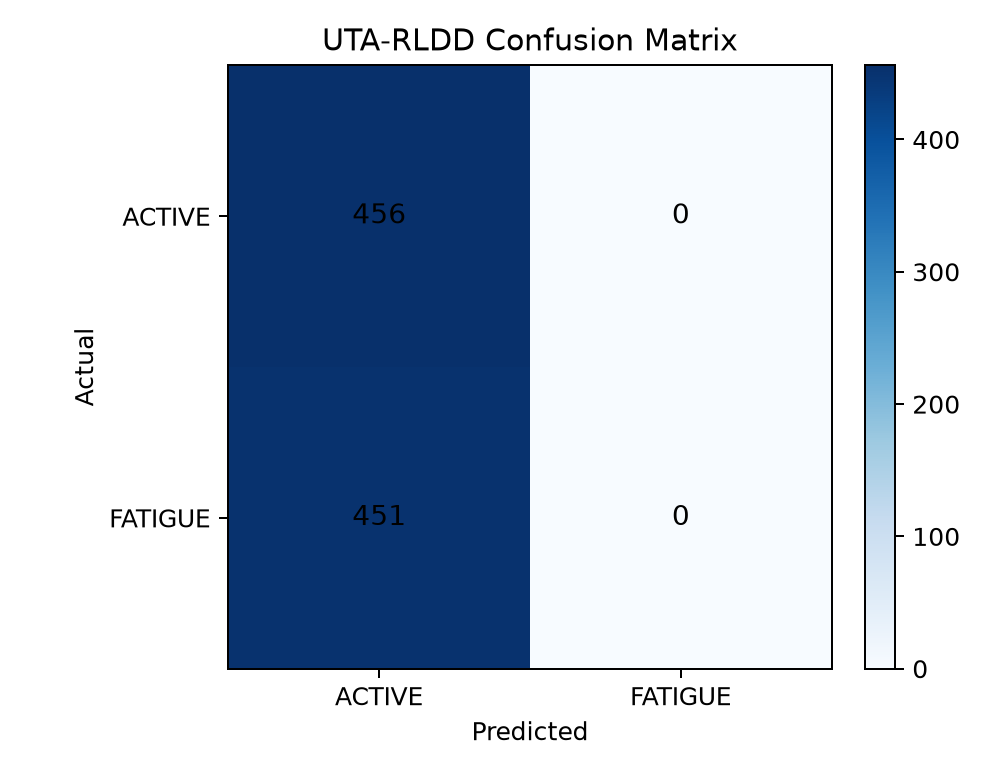 UTA-RLDD Confusion Matrix
ACTIVE
FATIGUE
Actual
456
0
451
0
ACTIVE
FATIGUE
Predicted
400
300
200
100
0